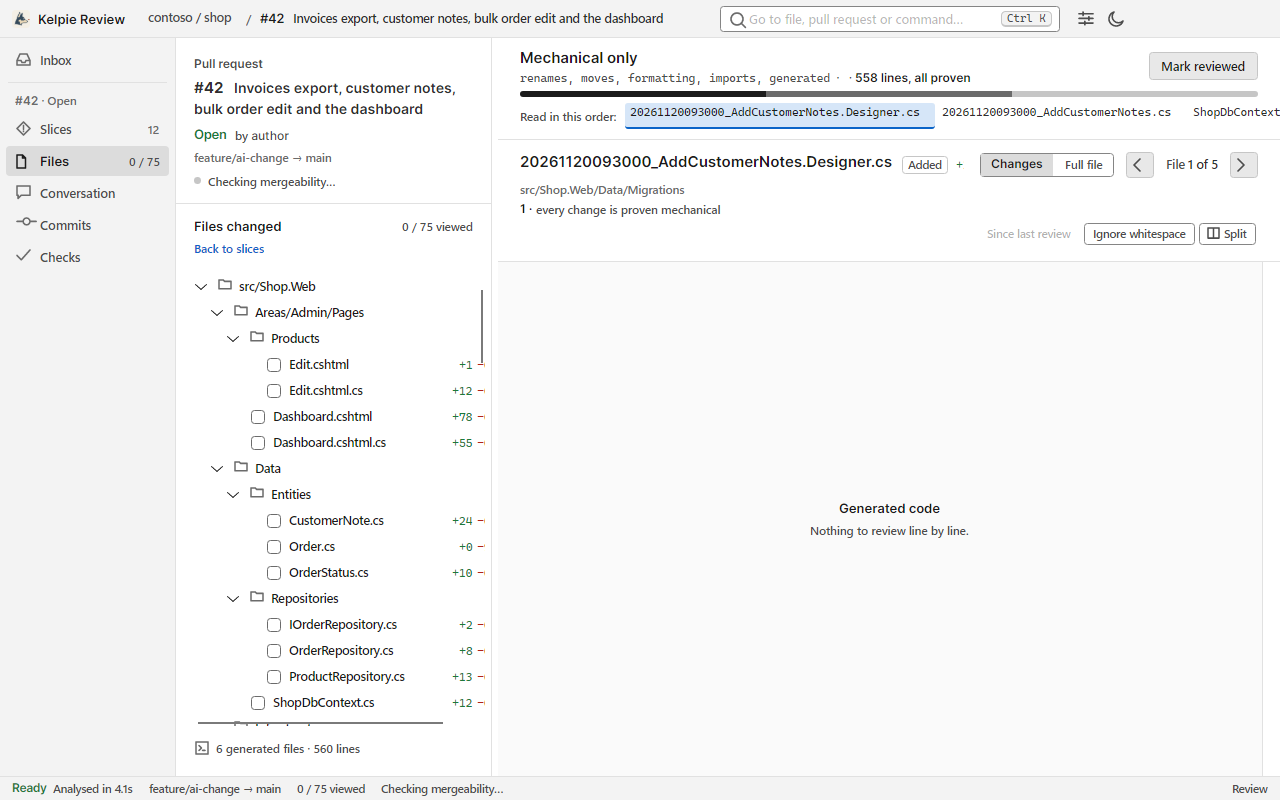 Kelpie Review
contoso / shop / #42 Invoices export, customer notes, bulk order edit and the dashboard
Go to file, pull request or command... Ctrl K
Inbox
#42 · Open
Slices 12
Files 0 / 75
Conversation
Commits
Checks
Pull request
#42 Invoices export, customer notes,
bulk order edit and the dashboard
Open by author
feature/ai-change → main
Checking mergeability...
Files changed 0 / 75 viewed
Back to slices
src/Shop.Web
Areas/Admin/Pages
Products
Edit.cshtml +1
Edit.cshtml.cs +12
Dashboard.cshtml +78
Dashboard.cshtml.cs +55
Data
Entities
CustomerNote.cs +24
Order.cs +0
OrderStatus.cs +10
Repositories
IOrderRepository.cs +2
OrderRepository.cs +8
ProductRepository.cs +13
ShopDbContext.cs +12
6 generated files · 560 lines
Mechanical only
renames, moves, formatting, imports, generated · · 558 lines, all proven
Mark reviewed
Read in this order: 20261120093000_AddCustomerNotes.Designer.cs 20261120093000_AddCustomerNotes.cs ShopDbContext
20261120093000_AddCustomerNotes.Designer.cs Added + Changes Full file File 1 of 5
src/Shop.Web/Data/Migrations
1 · every change is proven mechanical
Since last review Ignore whitespace Split
Generated code
Nothing to review line by line.
Ready Analysed in 4.1s feature/ai-change → main 0 / 75 viewed Checking mergeability... Review